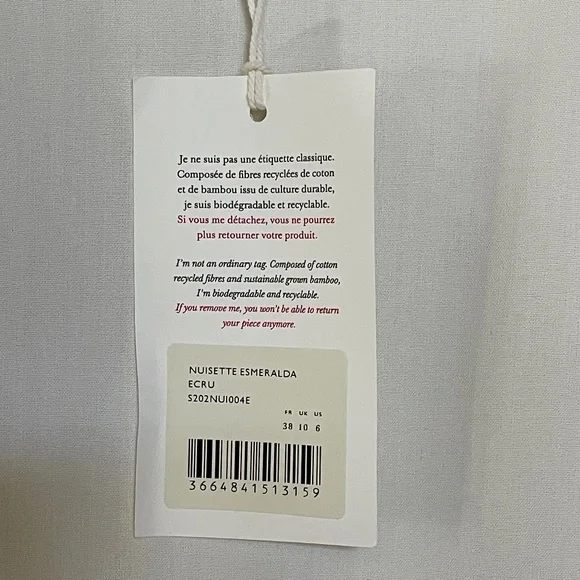 Je ne suis pas une étiquette classique.
Composée de fibres recyclées de coton
et de bambou issu de culture durable,
je suis biodégradable et recyclable.
Si vous me détachez, vous ne pourrez
plus retourner votre produit.
I'm not an ordinary tag. Composed of cotton
recycled fibres and sustainable grown bamboo,
I'm biodegradable and recyclable.
If you remove me, you won't be able to return
your piece anymore.
NUISETTE ESMERALDA
ECRU
S202NUI004E
FR UK US
38 10 6
3664841513159